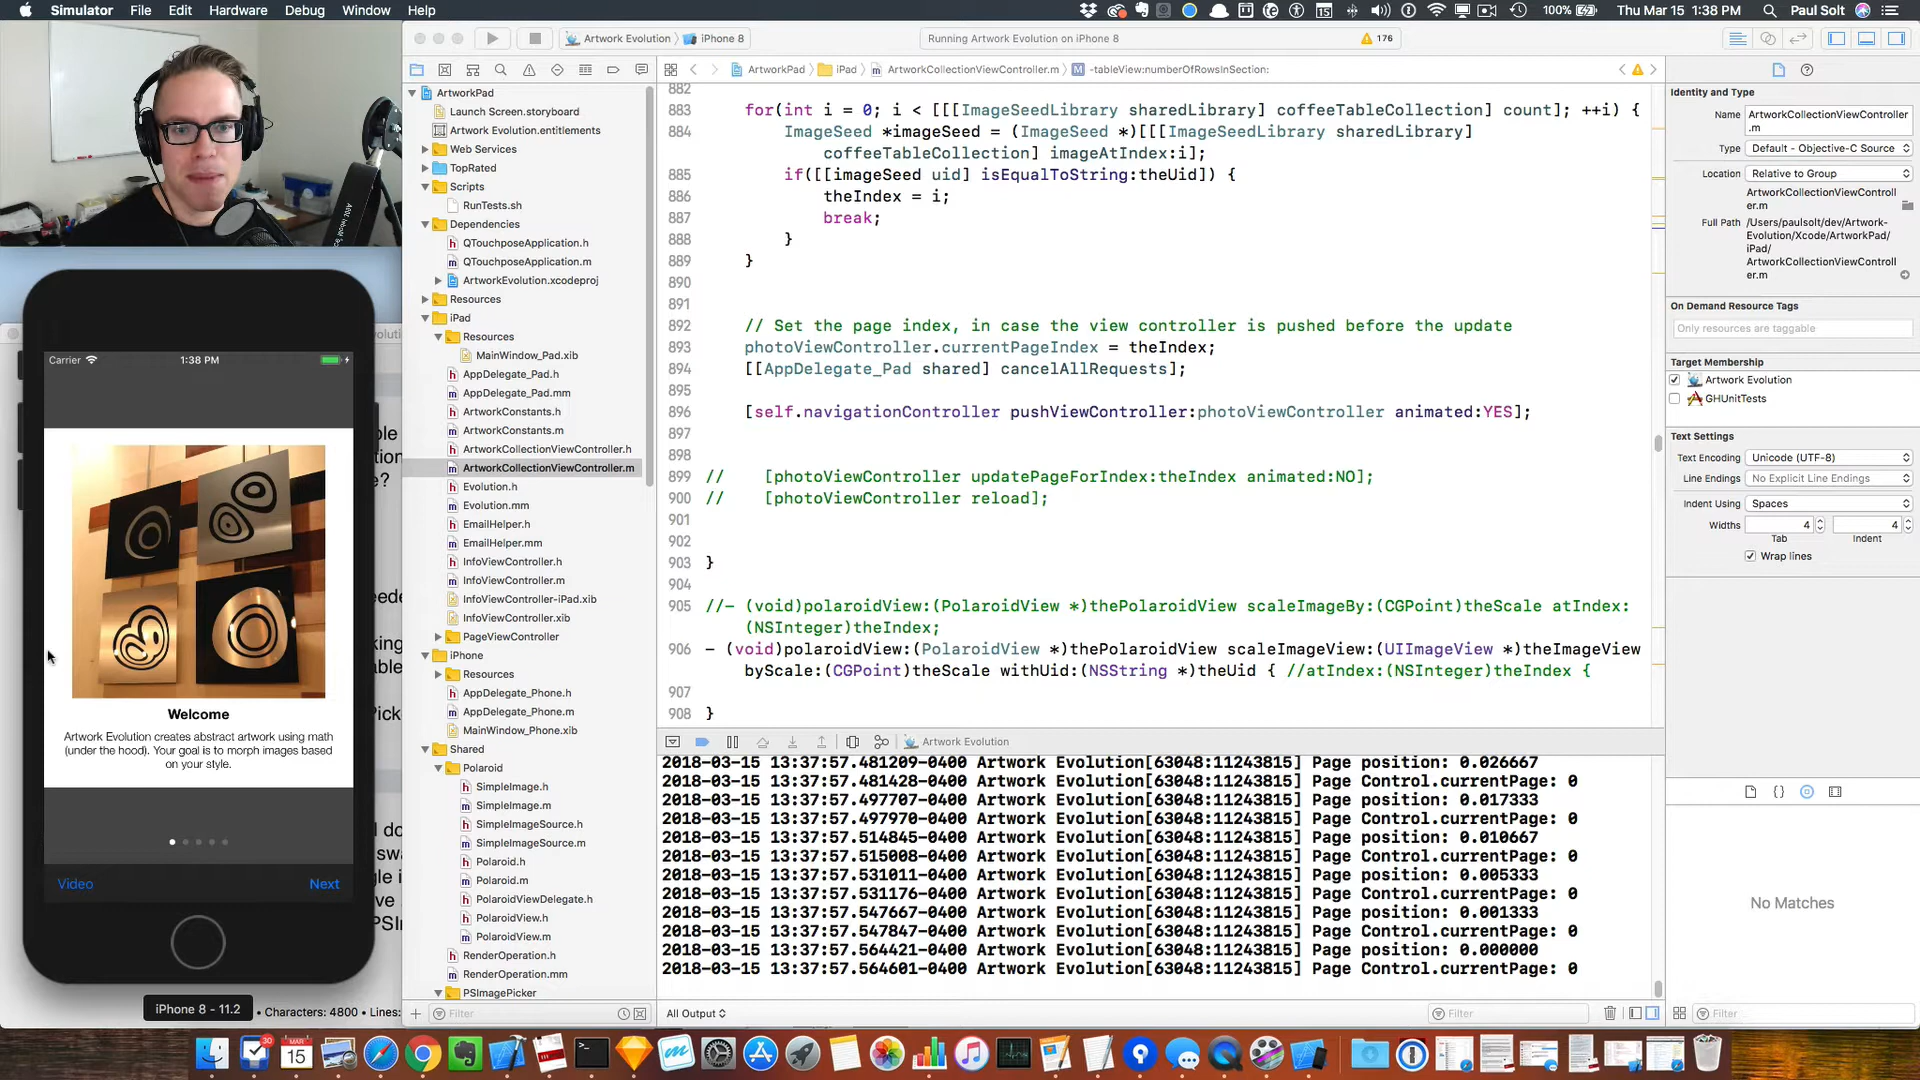 Simulator File Edit Hardware Debug Window Help
100% Thu Mar 15 1:38 PM Paul Solt
Artwork Evolution iPhone 8
Running Artwork Evolution on iPhone 8
176
ArtworkPad iPad ArtworkCollectionViewController.m -tableView:numberOfRowsInSection:
ArtworkPad
Launch Screen.storyboard
Artwork Evolution.entitlements
Web Services
TopRated
Scripts
RunTests.sh
Dependencies
QTouchposeApplication.h
QTouchposeApplication.m
ArtworkEvolution.xcodeproj
Resources
iPad
Resources
MainWindow_Pad.xib
AppDelegate_Pad.h
AppDelegate_Pad.mm
ArtworkConstants.h
ArtworkConstants.m
ArtworkCollectionViewController.h
ArtworkCollectionViewController.m
Evolution.h
Evolution.mm
EmailHelper.h
EmailHelper.mm
InfoViewController.h
InfoViewController.m
InfoViewController-iPad.xib
InfoViewController.xib
PageViewController
iPhone
Resources
AppDelegate_Phone.h
AppDelegate_Phone.m
MainWindow_Phone.xib
Shared
Polaroid
SimpleImage.h
SimpleImage.m
SimpleImageSource.h
SimpleImageSource.m
Polaroid.h
Polaroid.m
PolaroidViewDelegate.h
PolaroidView.h
PolaroidView.m
RenderOperation.h
RenderOperation.mm
PSImagePicker
Filter
882
883 for(int i = 0; i < [[[ImageSeedLibrary sharedLibrary] coffeeTableCollection] count]; ++i) {
884 ImageSeed *imageSeed = (ImageSeed *)[[[ImageSeedLibrary sharedLibrary]
coffeeTableCollection] imageAtIndex:i];
885 if([[imageSeed uid] isEqualToString:theUid]) {
886 theIndex = i;
887 break;
888 }
889 }
890
891
892 // Set the page index, in case the view controller is pushed before the update
893 photoViewController.currentPageIndex = theIndex;
894 [[AppDelegate_Pad shared] cancelAllRequests];
895
896 [self.navigationController pushViewController:photoViewController animated:YES];
897
898
899 // [photoViewController updatePageForIndex:theIndex animated:NO];
900 // [photoViewController reload];
901
902
903 }
904
905 //- (void)polaroidView:(PolaroidView *)thePolaroidView scaleImageBy:(CGPoint)theScale atIndex:
(NSInteger)theIndex;
906 - (void)polaroidView:(PolaroidView *)thePolaroidView scaleImageView:(UIImageView *)theImageView
byScale:(CGPoint)theScale withUid:(NSString *)theUid { //atIndex:(NSInteger)theIndex {
907
908 }
Artwork Evolution
2018-03-15 13:37:57.481209-0400 Artwork Evolution[63048:11243815] Page position: 0.026667
2018-03-15 13:37:57.481428-0400 Artwork Evolution[63048:11243815] Page Control.currentPage: 0
2018-03-15 13:37:57.497707-0400 Artwork Evolution[63048:11243815] Page position: 0.017333
2018-03-15 13:37:57.497970-0400 Artwork Evolution[63048:11243815] Page Control.currentPage: 0
2018-03-15 13:37:57.514845-0400 Artwork Evolution[63048:11243815] Page position: 0.010667
2018-03-15 13:37:57.515008-0400 Artwork Evolution[63048:11243815] Page Control.currentPage: 0
2018-03-15 13:37:57.531011-0400 Artwork Evolution[63048:11243815] Page position: 0.005333
2018-03-15 13:37:57.531176-0400 Artwork Evolution[63048:11243815] Page Control.currentPage: 0
2018-03-15 13:37:57.547667-0400 Artwork Evolution[63048:11243815] Page position: 0.001333
2018-03-15 13:37:57.547847-0400 Artwork Evolution[63048:11243815] Page Control.currentPage: 0
2018-03-15 13:37:57.564421-0400 Artwork Evolution[63048:11243815] Page position: 0.000000
2018-03-15 13:37:57.564601-0400 Artwork Evolution[63048:11243815] Page Control.currentPage: 0
All Output
Filter
Identity and Type
Name ArtworkCollectionViewController
.m
Type Default - Objective-C Source
Location Relative to Group
ArtworkCollectionViewControll
er.m
Full Path /Users/paulsolt/dev/Artwork-
Evolution/Xcode/ArtworkPad/
iPad/
ArtworkCollectionViewControll
er.m
On Demand Resource Tags
Only resources are taggable
Target Membership
Artwork Evolution
GHUnitTests
Text Settings
Text Encoding Unicode (UTF-8)
Line Endings No Explicit Line Endings
Indent Using Spaces
Widths 4 4
Tab Indent
Wrap lines
No Matches
Filter
Carrier 1:38 PM
Welcome
Artwork Evolution creates abstract artwork using math
(under the hood). Your goal is to morph images based
on your style.
Video Next
iPhone 8 - 11.2
• Characters: 4800 • Lines: